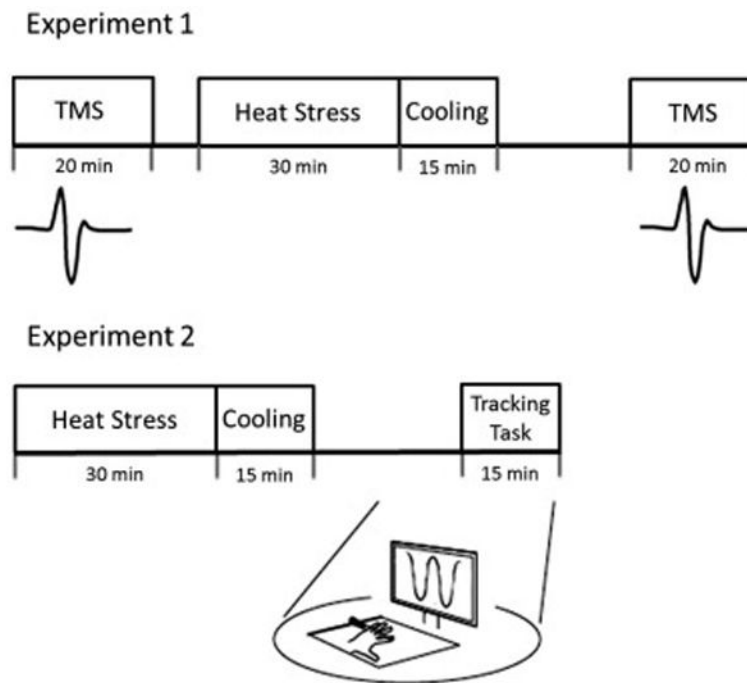 Experiment 1
TMS
Heat Stress
Cooling
TMS
20 min
30 min
15 min
20 min
Experiment 2
Heat Stress
Cooling
Tracking
Task
30 min
15 min
15 min